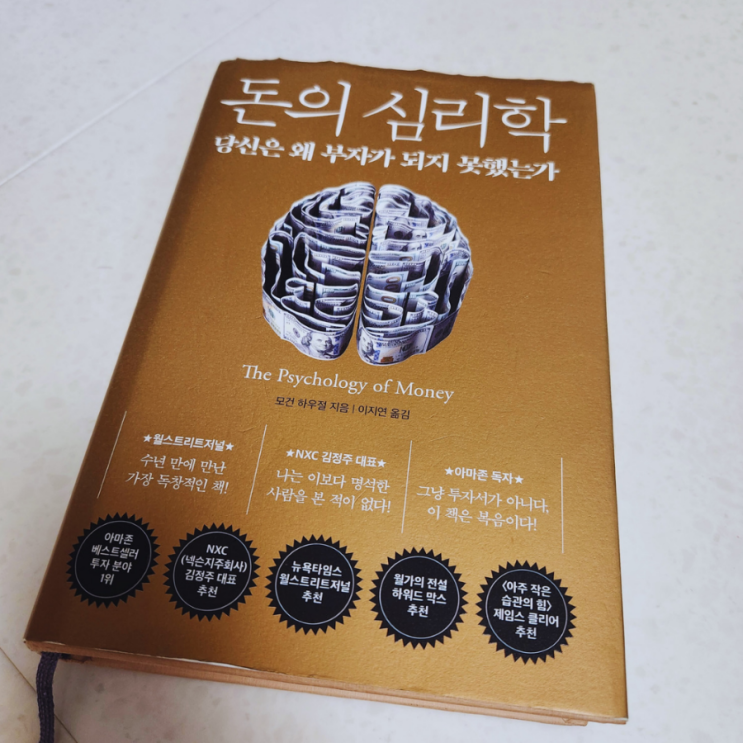 돈의 심리학
당신은 왜 부자가 되지 못했는가
The Psychology of Money
모건 하우절 지음 | 이지연 옮김
★월스트리트저널★
수년 만에 만난
가장 독창적인 책!
★NXC 김정주 대표★
나는 이보다 명석한
사람을 본 적이 없다!
★아마존 독자★
그냥 투자서가 아니다,
이 책은 복음이다!
아마존
베스트셀러
투자 분야
1위
NXC
(넥슨지주회사)
김정주 대표
추천
뉴욕타임스
월스트리트저널
추천
월가의 전설
하워드 막스
추천
〈아주 작은
습관의 힘〉
제임스 클리어
추천